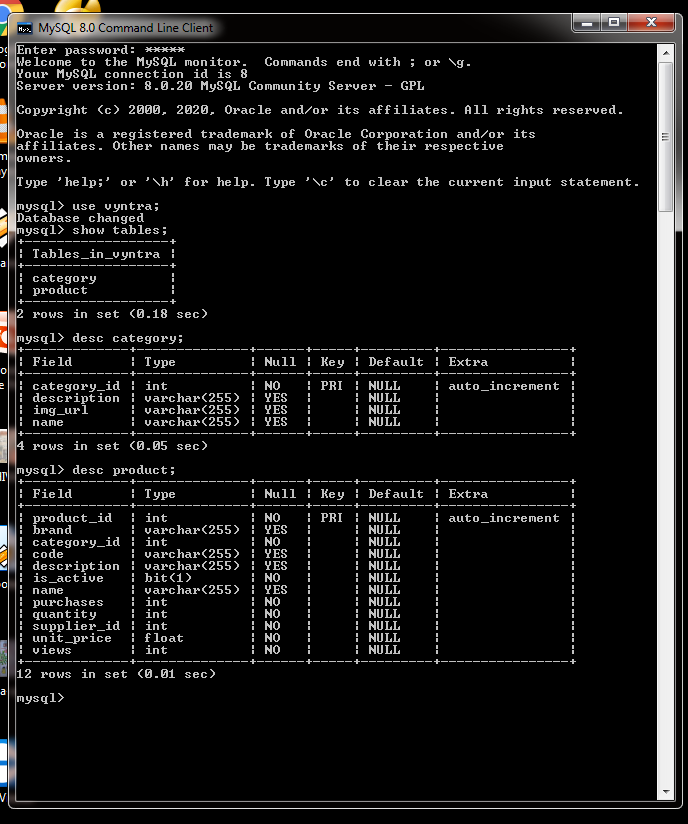 MySQL 8.0 Command Line Client
Enter password: *****
Welcome to the MySQL monitor.  Commands end with ; or \g.
Your MySQL connection id is 8
Server version: 8.0.20 MySQL Community Server - GPL
Copyright (c) 2000, 2020, Oracle and/or its affiliates. All rights reserved.
Oracle is a registered trademark of Oracle Corporation and/or its
affiliates. Other names may be trademarks of their respective
owners.
Type 'help;' or '\h' for help. Type '\c' to clear the current input statement.
mysql> use vyntra;
Database changed
mysql> show tables;
+------------------+
| Tables_in_vyntra |
+------------------+
| category         |
| product          |
+------------------+
2 rows in set (0.18 sec)
mysql> desc category;
+-------------+--------------+------+-----+---------+----------------+
| Field       | Type         | Null | Key | Default | Extra          |
+-------------+--------------+------+-----+---------+----------------+
| category_id | int          | NO   | PRI | NULL    | auto_increment |
| description | varchar(255) | YES  |     | NULL    |                |
| img_url     | varchar(255) | YES  |     | NULL    |                |
| name        | varchar(255) | YES  |     | NULL    |                |
+-------------+--------------+------+-----+---------+----------------+
4 rows in set (0.05 sec)
mysql> desc product;
+-------------+--------------+------+-----+---------+----------------+
| Field       | Type         | Null | Key | Default | Extra          |
+-------------+--------------+------+-----+---------+----------------+
| product_id  | int          | NO   | PRI | NULL    | auto_increment |
| brand       | varchar(255) | YES  |     | NULL    |                |
| category_id | int          | NO   |     | NULL    |                |
| code        | varchar(255) | YES  |     | NULL    |                |
| description | varchar(255) | YES  |     | NULL    |                |
| is_active   | bit(1)       | NO   |     | NULL    |                |
| name        | varchar(255) | YES  |     | NULL    |                |
| purchases   | int          | NO   |     | NULL    |                |
| quantity    | int          | NO   |     | NULL    |                |
| supplier_id | int          | NO   |     | NULL    |                |
| unit_price  | float        | NO   |     | NULL    |                |
| views       | int          | NO   |     | NULL    |                |
+-------------+--------------+------+-----+---------+----------------+
12 rows in set (0.01 sec)
mysql>